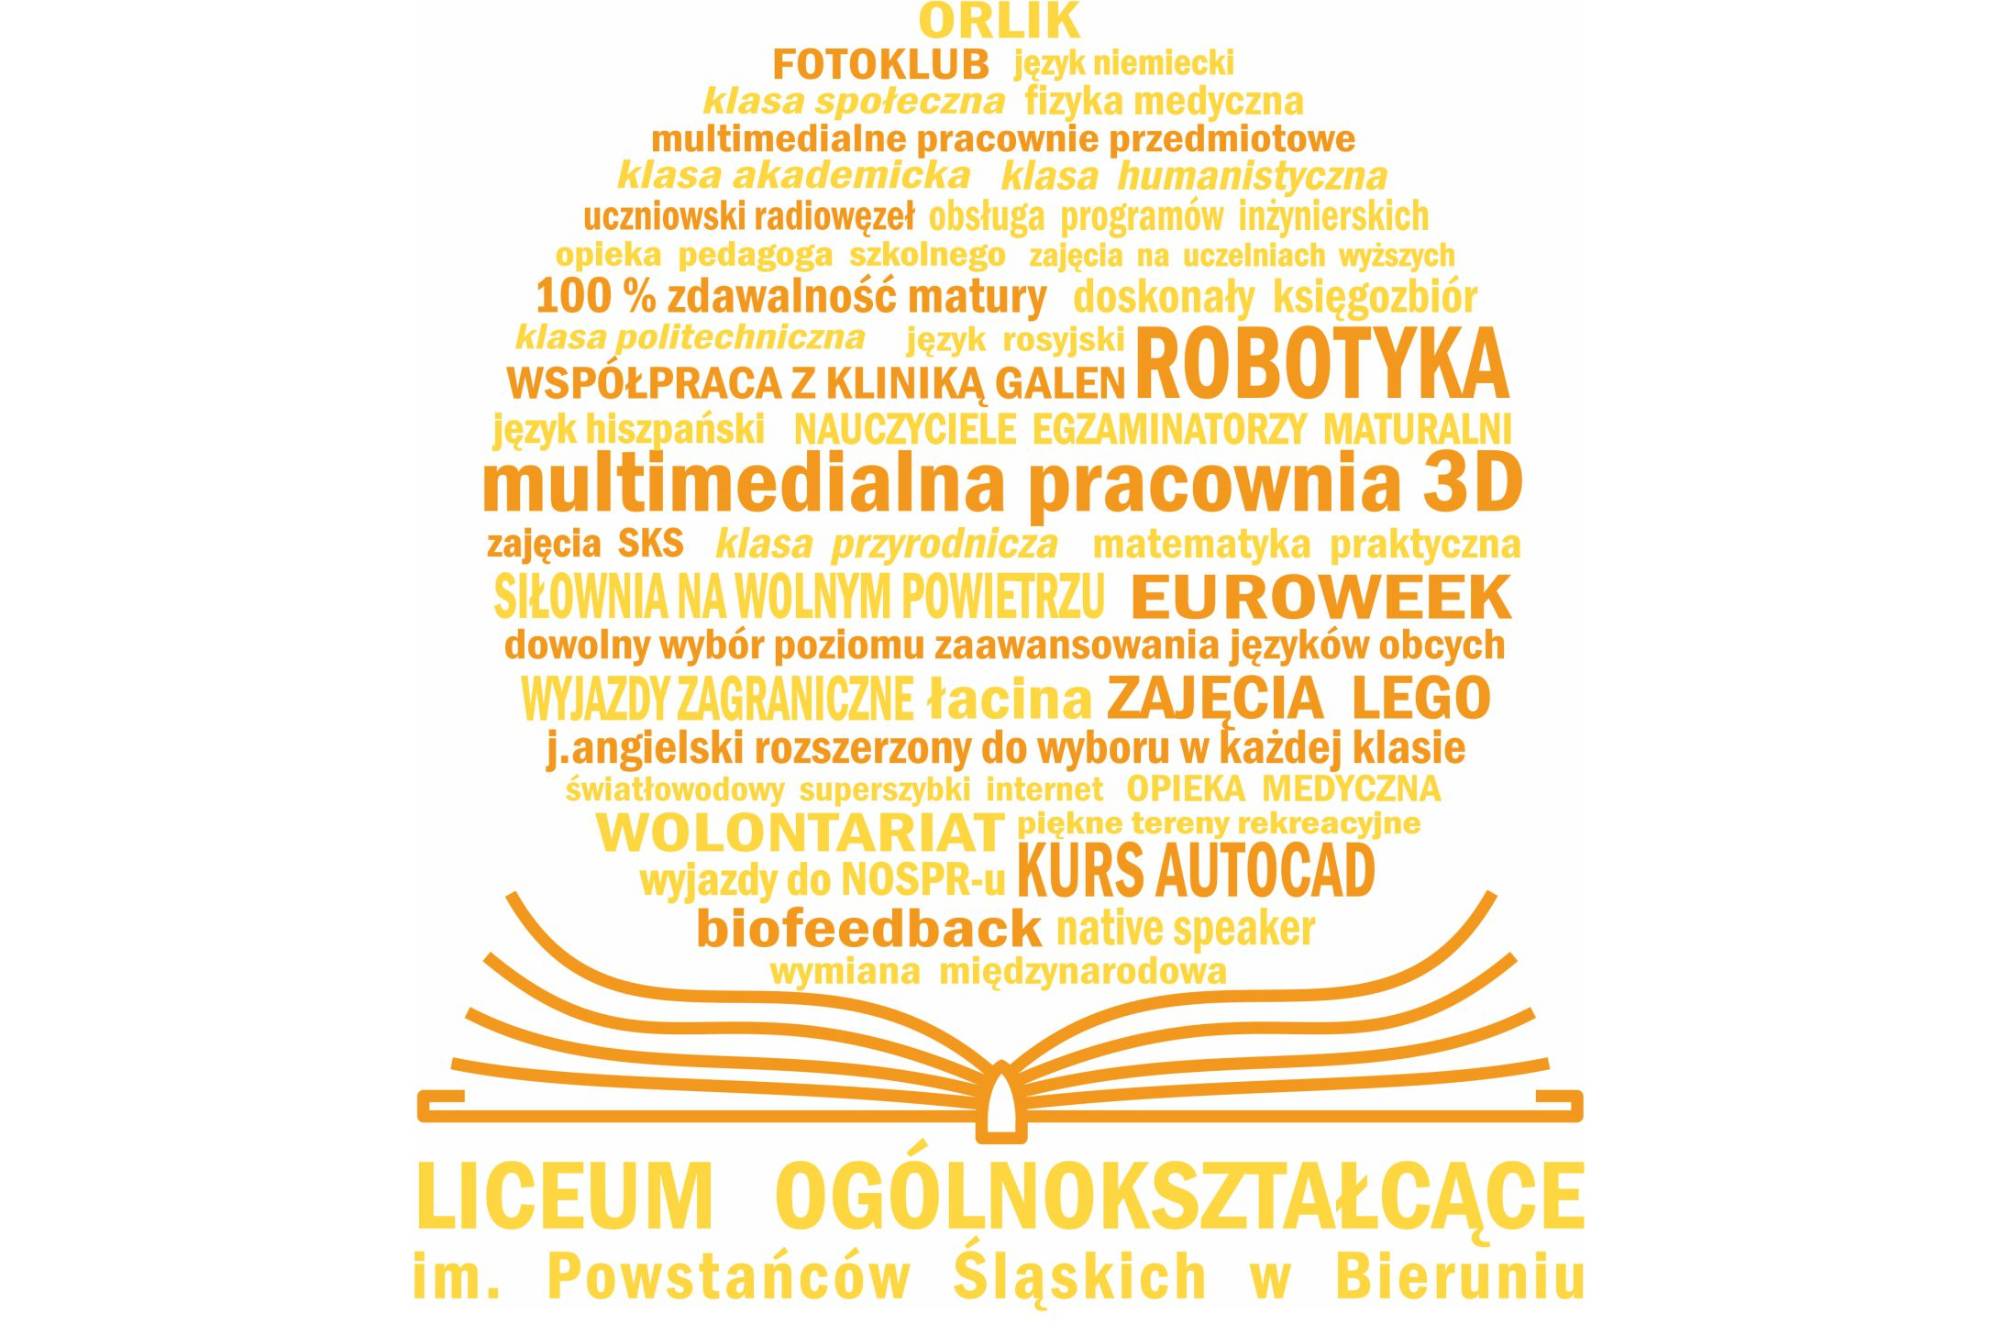 ORLIK
FOTOKLUB język niemiecki
klasa społeczna fizyka medyczna
multimedialne pracownie przedmiotowe
klasa akademicka klasa humanistyczna
uczniowski radiowęzeł obsługa programów inżynierskich
opieka pedagoga szkolnego zajęcia na uczelniach wyższych
100 % zdawalność matury doskonały księgozbiór
klasa politechniczna język rosyjski ROBOTYKA
WSPÓŁPRACA Z KLINIKĄ GALEN
język hiszpański NAUCZYCIELE EGZAMINATORZY MATURALNI
multimedialna pracownia 3D
zajęcia SKS klasa przyrodnicza matematyka praktyczna
SIŁOWNIA NA WOLNYM POWIETRZU EUROWEEK
dowolny wybór poziomu zaawansowania języków obcych
WYJAZDY ZAGRANICZNE łacina ZAJĘCIA LEGO
j.angielski rozszerzony do wyboru w każdej klasie
światłowodowy superszybki internet OPIEKA MEDYCZNA
WOLONTARIAT piękne tereny rekreacyjne
wyjazdy do NOSPR-u KURS AUTOCAD
biofeedback native speaker
wymiana międzynarodowa
LICEUM OGÓLNOKSZTAŁCĄCE
im. Powstańców Śląskich w Bieruniu